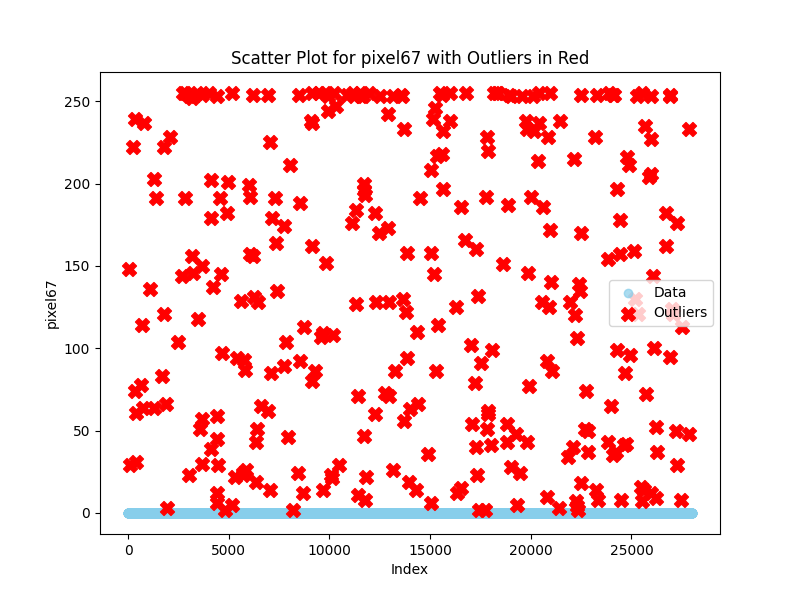 Scatter Plot for pixel67 with Outliers in Red
250
200
150
100
50
0
pixel67
Data
Outliers
0
5000
10000
15000
20000
25000
Index